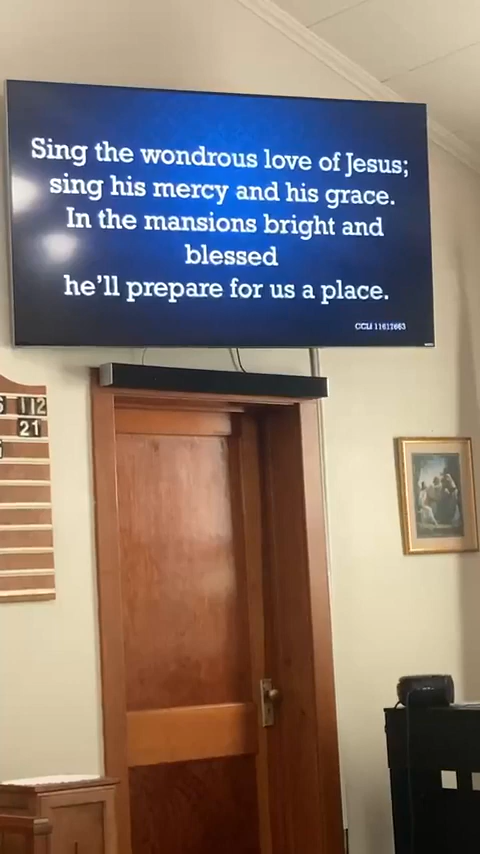 Sing the wondrous love of Jesus;
sing his mercy and his grace.
In the mansions bright and
blessed
he'll prepare for us a place.
CCLI 11612663
112
21